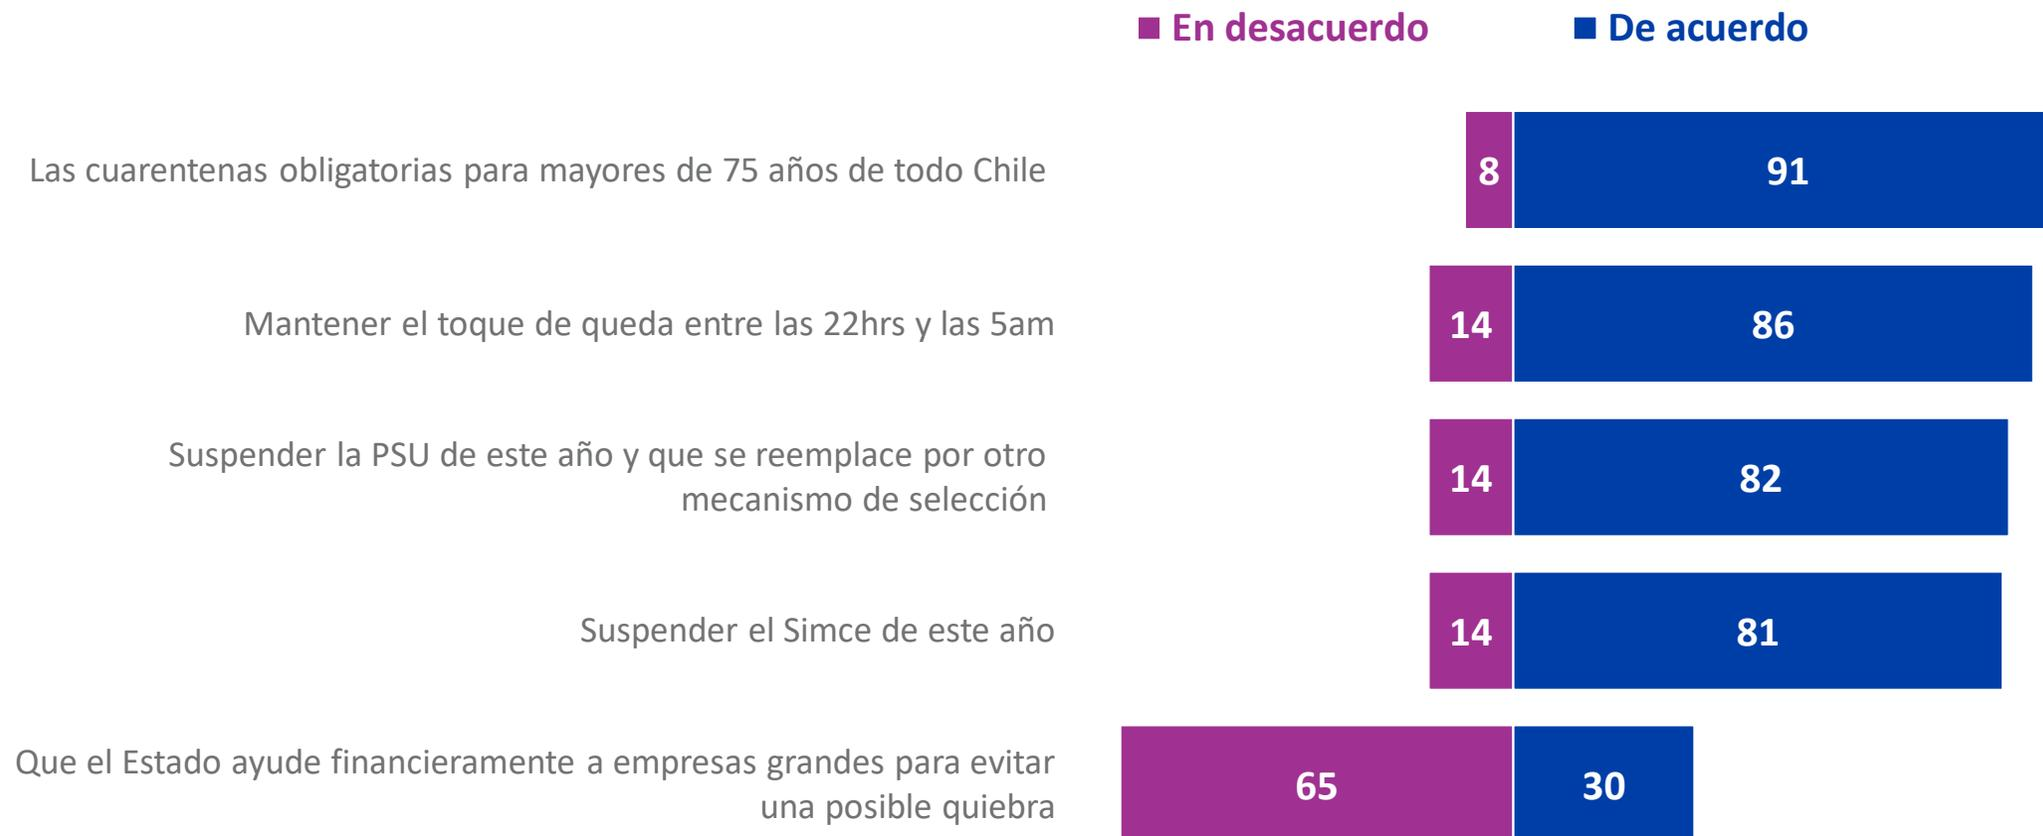 En desacuerdo De acuerdo
Las cuarentenas obligatorias para mayores de 75 años de todo Chile 8 91
Mantener el toque de queda entre las 22hrs y las 5am 14 86
Suspender la PSU de este año y que se reemplace por otro
mecanismo de selección 14 82
Suspender el Simce de este año 14 81
Que el Estado ayude financieramente a empresas grandes para evitar
una posible quiebra 65 30